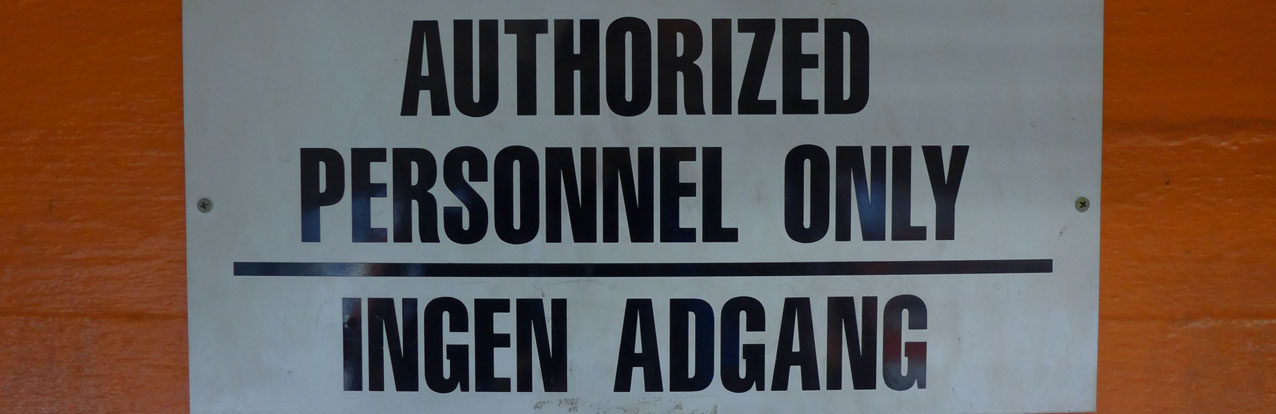 AUTHORIZED
PERSONNEL ONLY
INGEN ADGANG